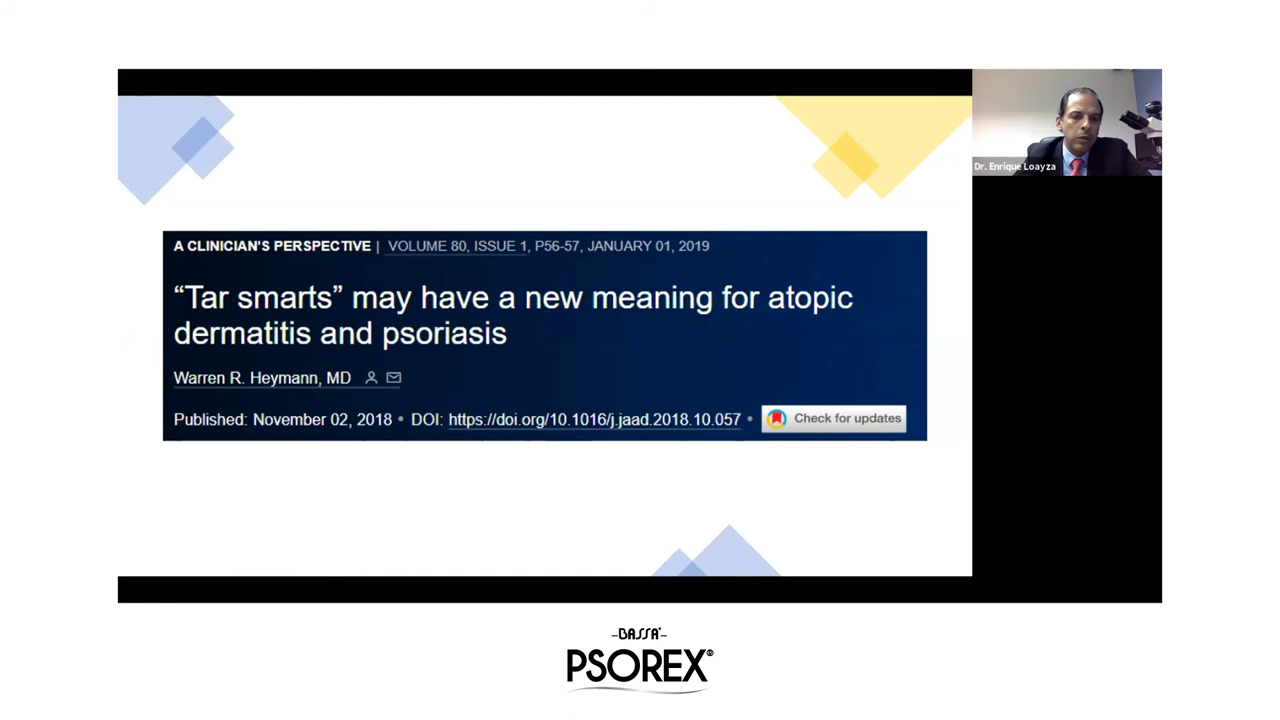 A CLINICIAN'S PERSPECTIVE | VOLUME 80, ISSUE 1, P56-57, JANUARY 01, 2019
“Tar smarts” may have a new meaning for atopic
dermatitis and psoriasis
Warren R. Heymann, MD
Published: November 02, 2018 • DOI: https://doi.org/10.1016/j.jaad.2018.10.057 •
Check for updates
Dr. Enrique Loayza
–BASSA–
PSOREX®